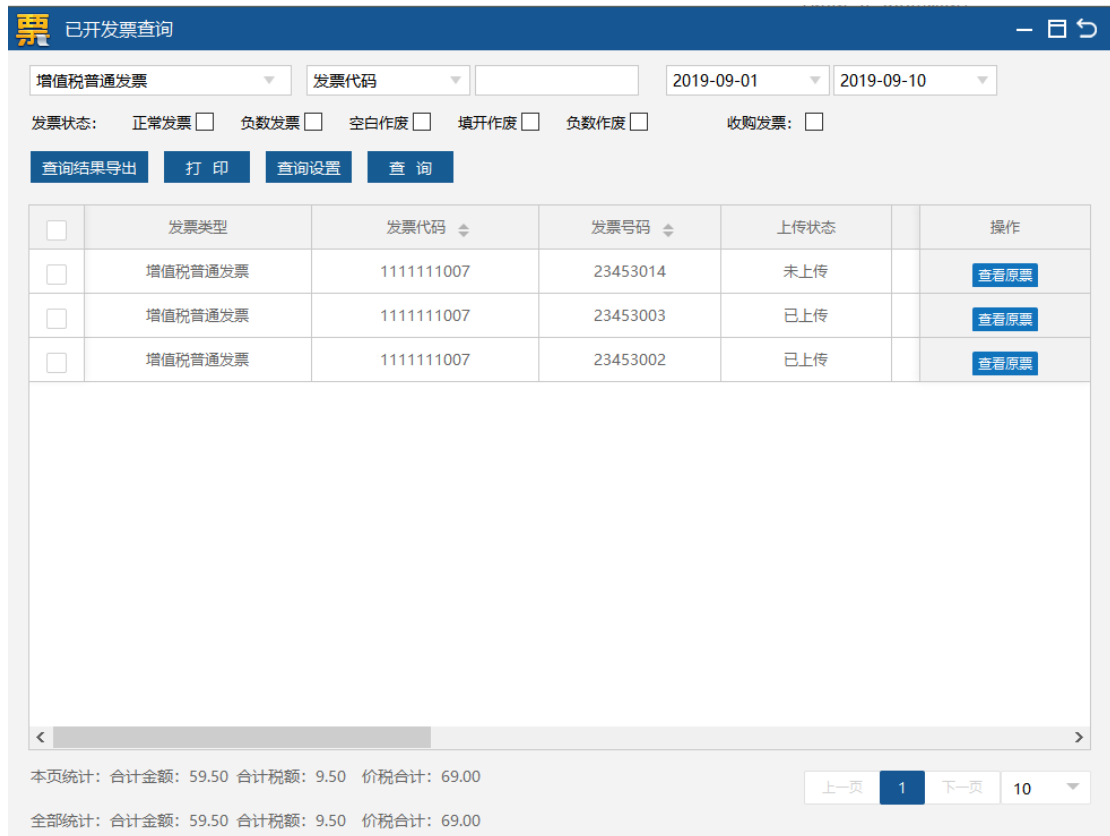 票 已开发票查询
增值税普通发票 发票代码 2019-09-01 2019-09-10
发票状态: 正常发票 负数发票 空白作废 填开作废 负数作废 收购发票:
查询结果导出 打 印 查询设置 查 询
发票类型 发票代码 发票号码 上传状态 操作
增值税普通发票 1111111007 23453014 未上传 查看原票
增值税普通发票 1111111007 23453003 已上传 查看原票
增值税普通发票 1111111007 23453002 已上传 查看原票
本页统计: 合计金额: 59.50 合计税额: 9.50 价税合计: 69.00
上一页 1 下一页 10
全部统计: 合计金额: 59.50 合计税额: 9.50 价税合计: 69.00